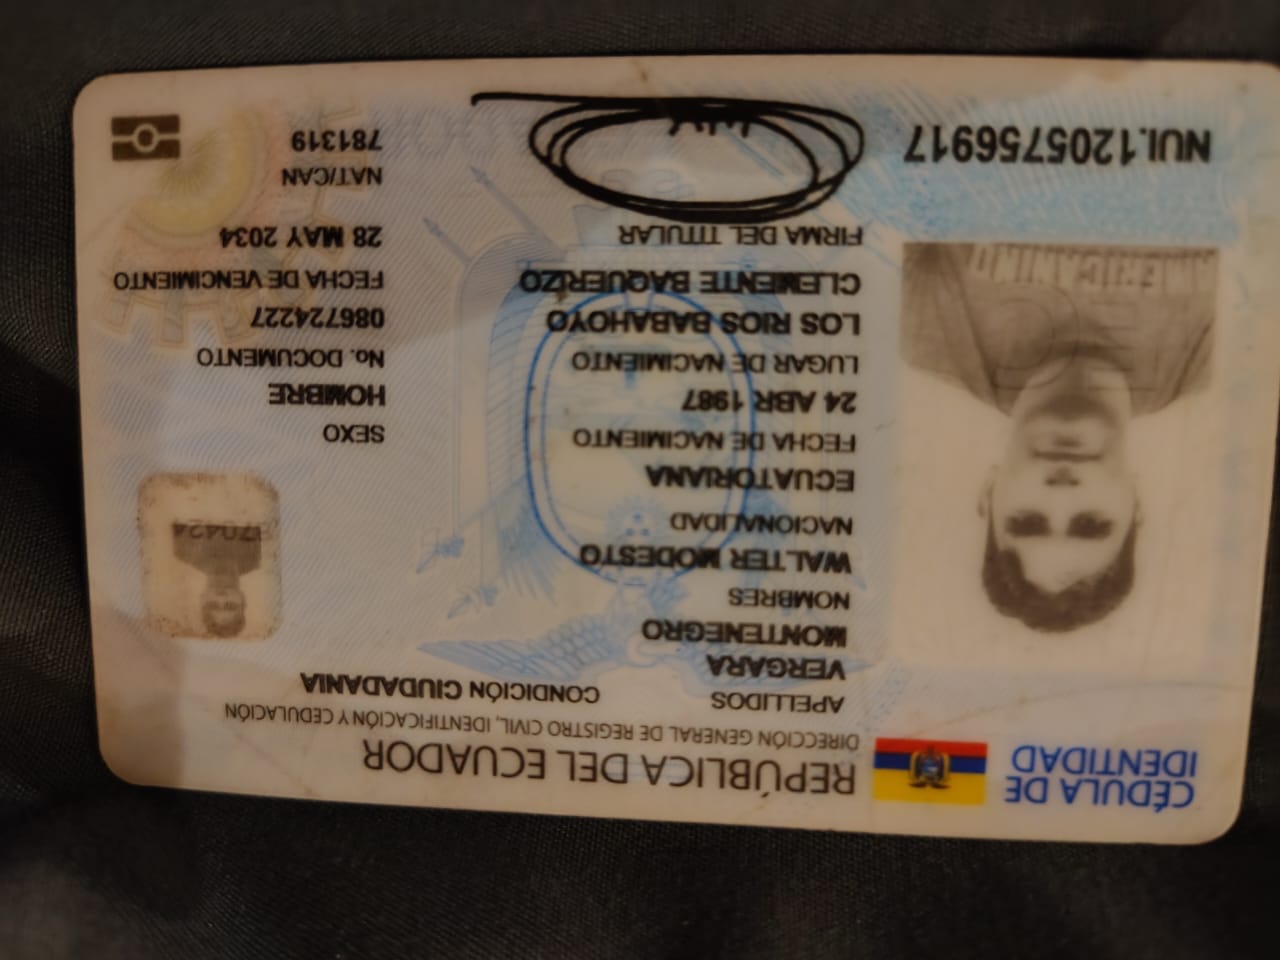 CÉDULA DE
IDENTIDAD
REPÚBLICA DEL ECUADOR
DIRECCIÓN GENERAL DE REGISTRO CIVIL, IDENTIFICACIÓN Y CEDULACIÓN
APELLIDOS
VERGARA
MONTENEGRO
CONDICIÓN CIUDADANIA
NOMBRES
WALTER MODESTO
NACIONALIDAD
ECUATORIANA
FECHA DE NACIMIENTO
24 ABR 1987
LUGAR DE NACIMIENTO
LOS RIOS BABAHOYO
CLEMENTE BAQUERIZO
FIRMA DEL TITULAR
SEXO
HOMBRE
No. DOCUMENTO
086724227
FECHA DE VENCIMIENTO
28 MAY 2034
NAT/CAN
781319
NUI.1205756917